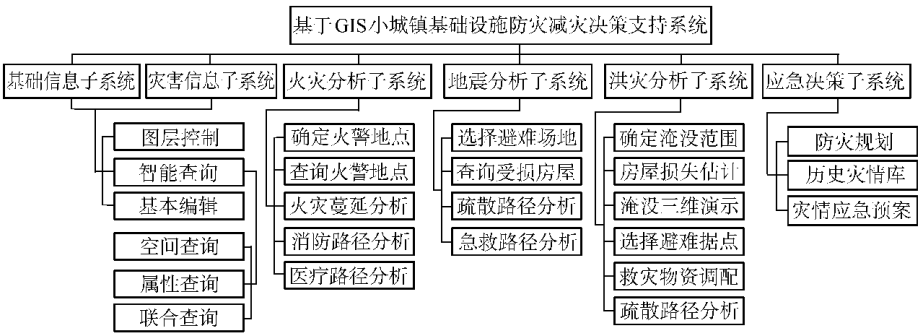 基于GIS小城镇基础设施防灾减灾决策支持系统
基础信息子系统
灾害信息子系统
火灾分析了系统
地震分析了系统
洪灾分析了系统
应急决策了系统
图层控制
智能查询
基本编辑
空间查询
属性查询
联合查询
确定火警地点
查询火警地点
火灾蔓延分析
消防路径分析
医疗路径分析
选择避难场地
查询受损房屋
疏散路径分析
急救路径分析
确定淹没范围
房屋损失估计
淹没三维演示
选择避难据点
救灾物资调配
疏散路径分析
防灾规划
历史灾情库
灾情应急预案